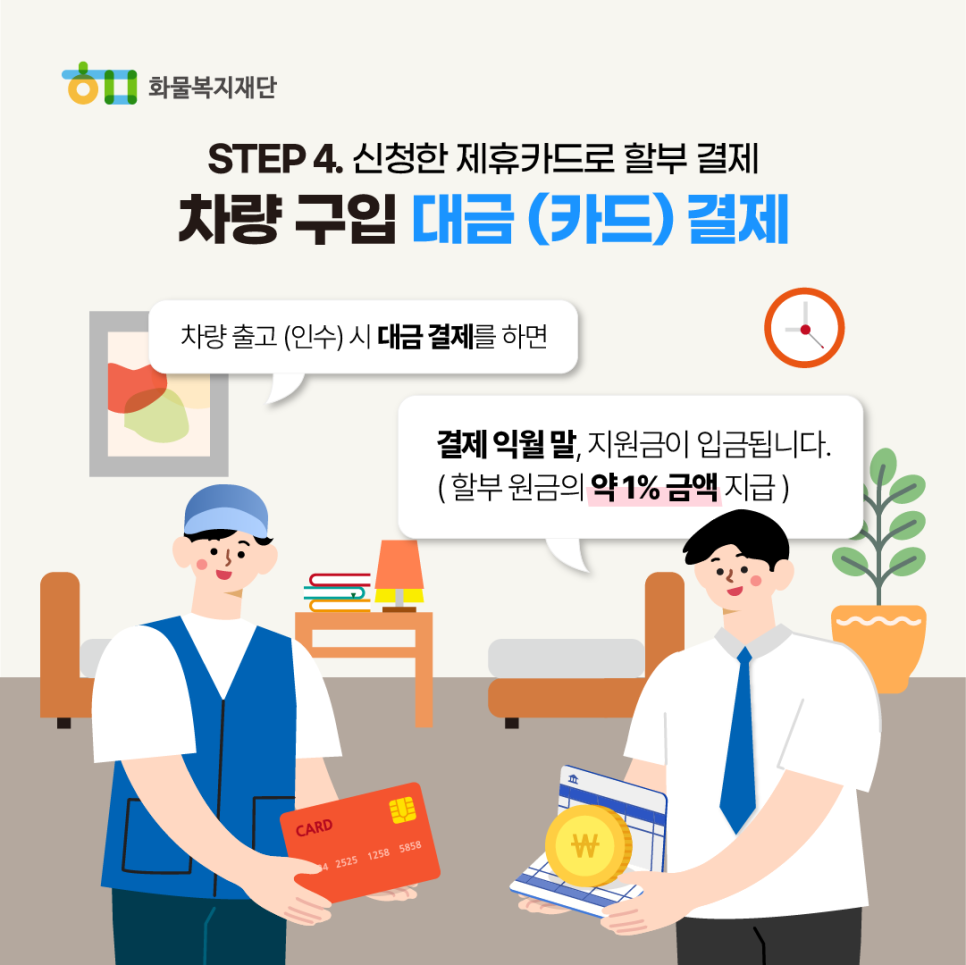 화물복지재단
STEP 4. 신청한 제휴카드로 할부 결제
차량 구입 대금 (카드) 결제
차량 출고 (인수) 시 대금 결제를 하면
결제 익월 말, 지원금이 입금됩니다.
( 할부 원금의 약 1% 금액 지급 )
CARD
2525 1258 5858
₩